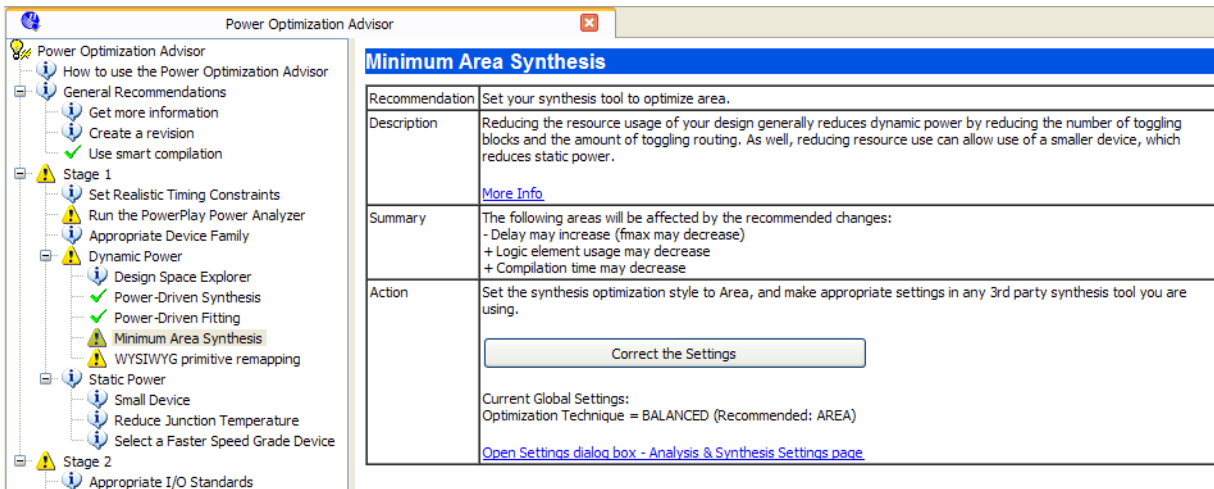 Power Optimization Advisor
Power Optimization Advisor
How to use the Power Optimization Advisor
General Recommendations
Get more information
Create a revision
Use smart compilation
Stage 1
Set Realistic Timing Constraints
Run the PowerPlay Power Analyzer
Appropriate Device Family
Dynamic Power
Design Space Explorer
Power-Driven Synthesis
Power-Driven Fitting
Minimum Area Synthesis
WYSIWYG primitive remapping
Static Power
Small Device
Reduce Junction Temperature
Select a Faster Speed Grade Device
Stage 2
Appropriate I/O Standards
Minimum Area Synthesis
Recommendation Set your synthesis tool to optimize area.
Description Reducing the resource usage of your design generally reduces dynamic power by reducing the number of toggling
blocks and the amount of toggling routing. As well, reducing resource use can allow use of a smaller device, which
reduces static power.
More Info
Summary The following areas will be affected by the recommended changes:
- Delay may increase (fmax may decrease)
+ Logic element usage may decrease
+ Compilation time may decrease
Action Set the synthesis optimization style to Area, and make appropriate settings in any 3rd party synthesis tool you are
using.
Correct the Settings
Current Global Settings:
Optimization Technique = BALANCED (Recommended: AREA)
Open Settings dialog box - Analysis & Synthesis Settings page